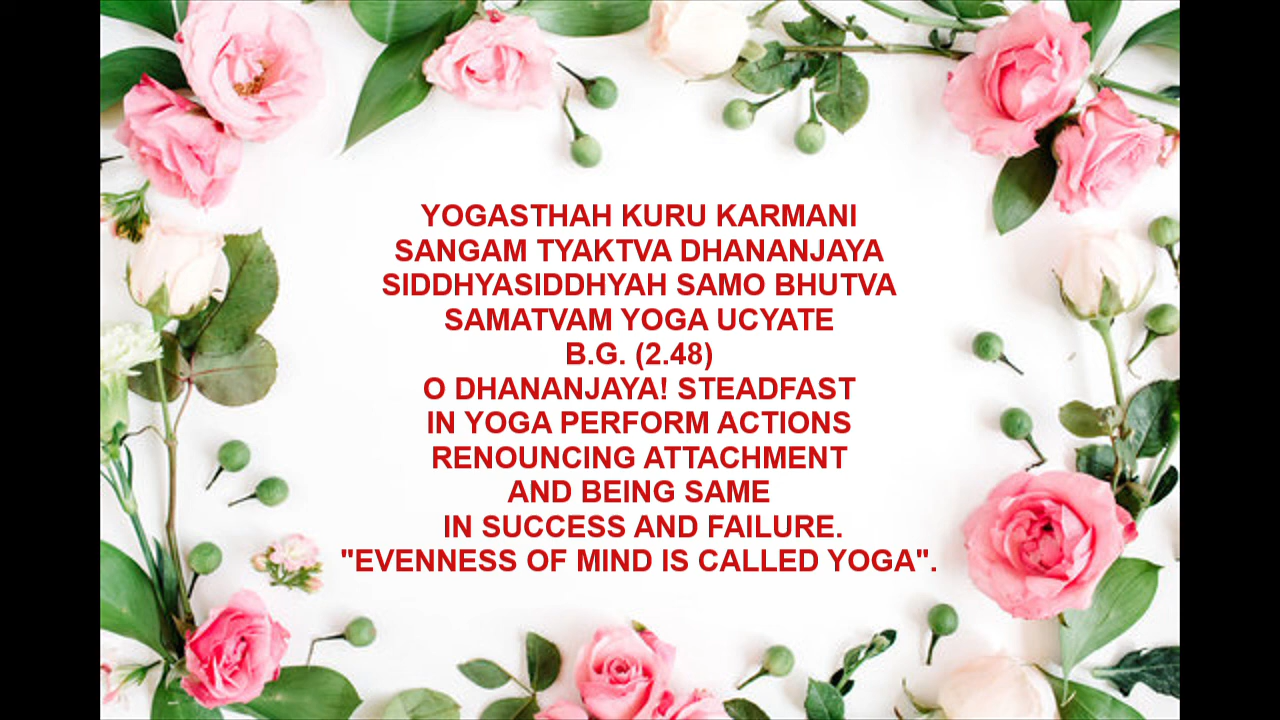 YOGASTHAH KURU KARMANI
SANGAM TYAKTVA DHANANJAYA
SIDDHYASIDDHYAH SAMO BHUTVA
SAMATVAM YOGA UCYATE
B.G. (2.48)
O DHANANJAYA! STEADFAST
IN YOGA PERFORM ACTIONS
RENOUNCING ATTACHMENT
AND BEING SAME
IN SUCCESS AND FAILURE.
"EVENNESS OF MIND IS CALLED YOGA".